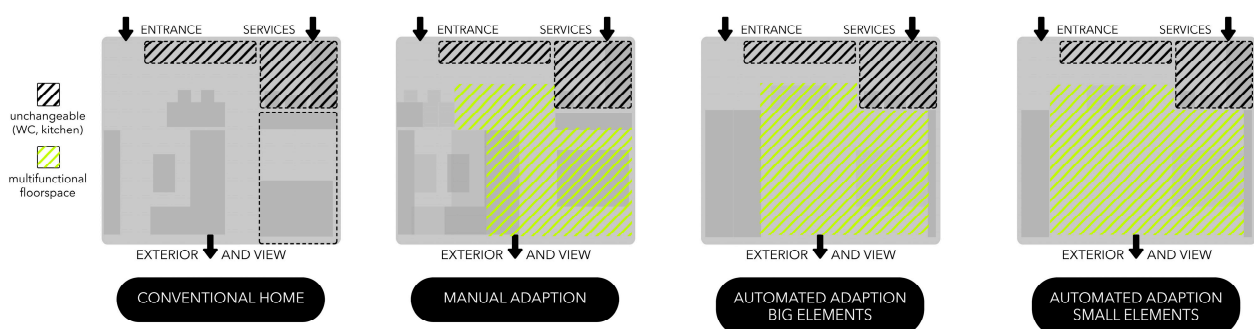 ENTRANCE SERVICES
ENTRANCE SERVICES
ENTRANCE SERVICES
ENTRANCE SERVICES
unchangeable
(WC, kitchen)
multifunctional
floorspace
EXTERIOR AND VIEW
EXTERIOR AND VIEW
EXTERIOR AND VIEW
EXTERIOR AND VIEW
CONVENTIONAL HOME
MANUAL ADAPTION
AUTOMATED ADAPTION
BIG ELEMENTS
AUTOMATED ADAPTION
SMALL ELEMENTS